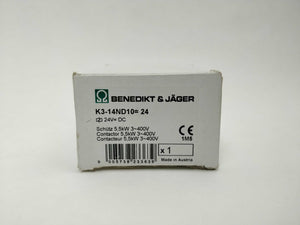 BENEDIKT & JÄGER
K3-14ND10= 24
(Z) 24V= DC
Schütz 5.5kW 3~400V
Contactor 5.5kW 3~400V
Contacteur 5.5kW 3~400V
CE
1M6
x 1
Made in Austria